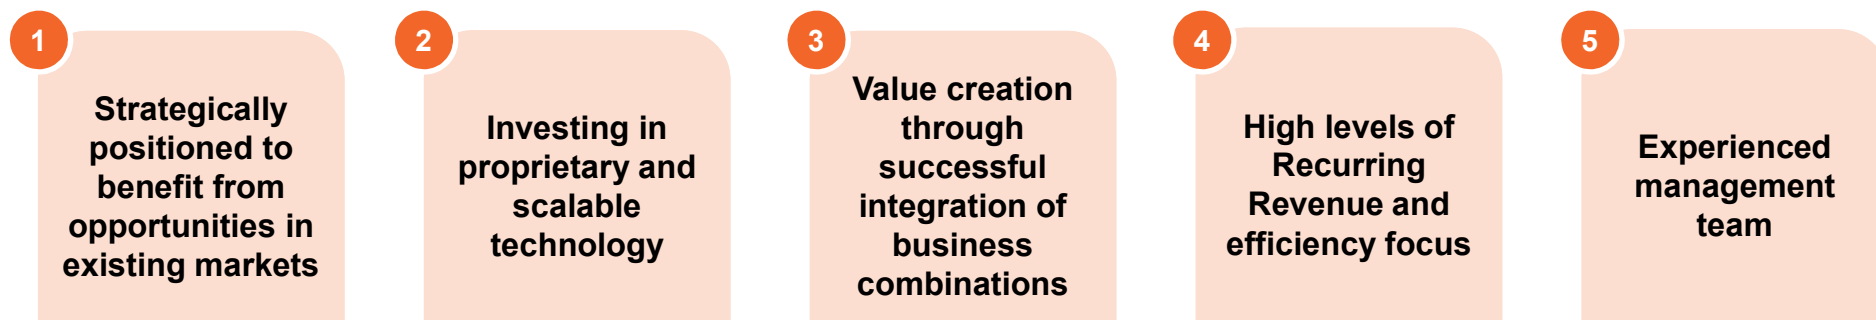 1
Strategically
positioned to
benefit from
opportunities in
existing markets
2
Investing in
proprietary and
scalable
technology
3
Value creation
through
successful
integration of
business
combinations
4
High levels of
Recurring
Revenue and
efficiency focus
5
Experienced
management
team